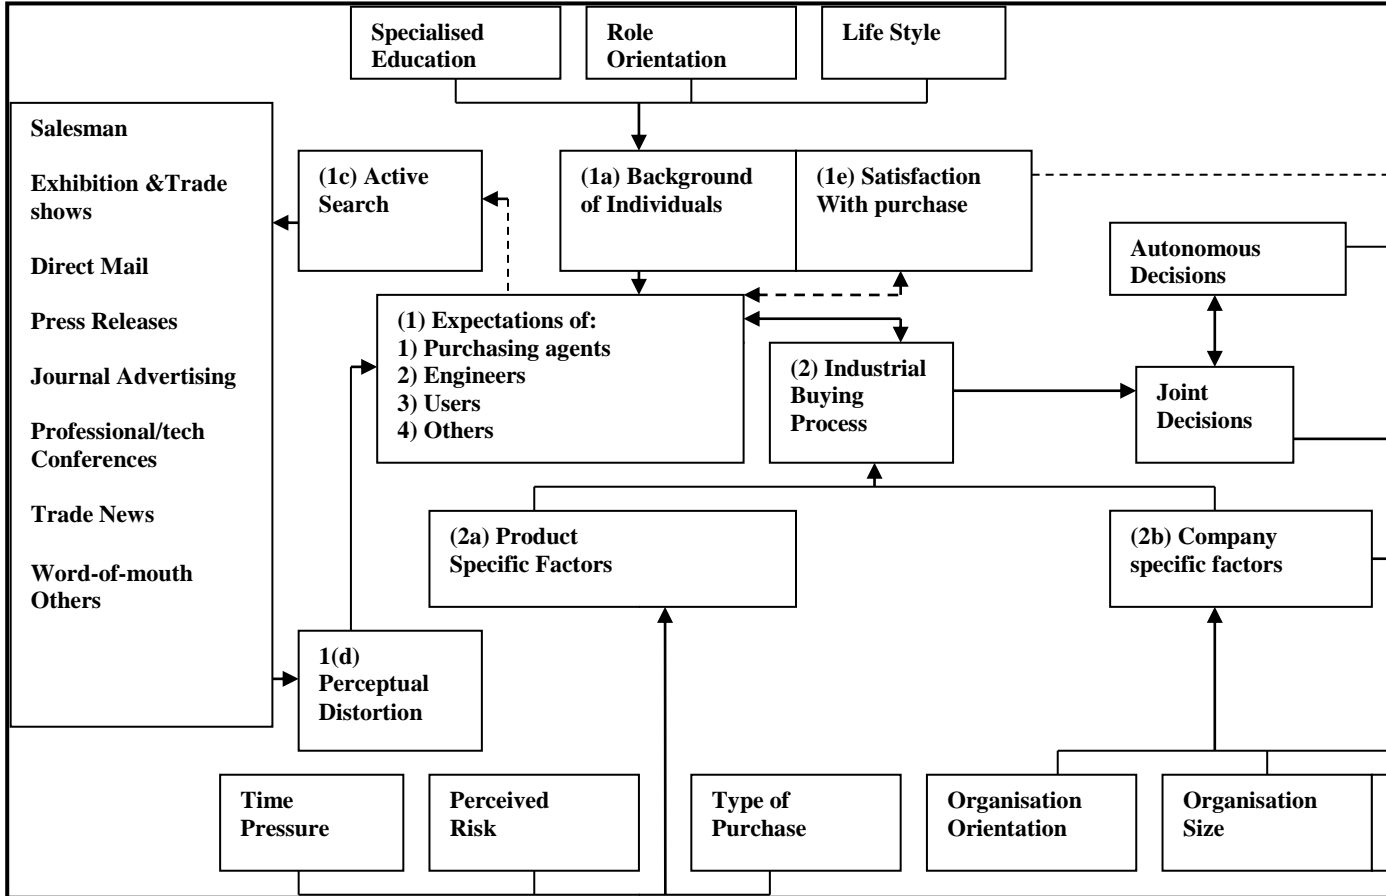 Specialised
Education
Role
Orientation
Life Style
Salesman
Exhibition &Trade
shows
Direct Mail
Press Releases
Journal Advertising
Professional/tech
Conferences
Trade News
Word-of-mouth
Others
(1c) Active
Search
(1a) Background
of Individuals
(1e) Satisfaction
With purchase
Autonomous
Decisions
(1) Expectations of:
1) Purchasing agents
2) Engineers
3) Users
4) Others
(2) Industrial
Buying
Process
Joint
Decisions
(2a) Product
Specific Factors
(2b) Company
specific factors
1(d)
Perceptual
Distortion
Time
Pressure
Perceived
Risk
Type of
Purchase
Organisation
Orientation
Organisation
Size